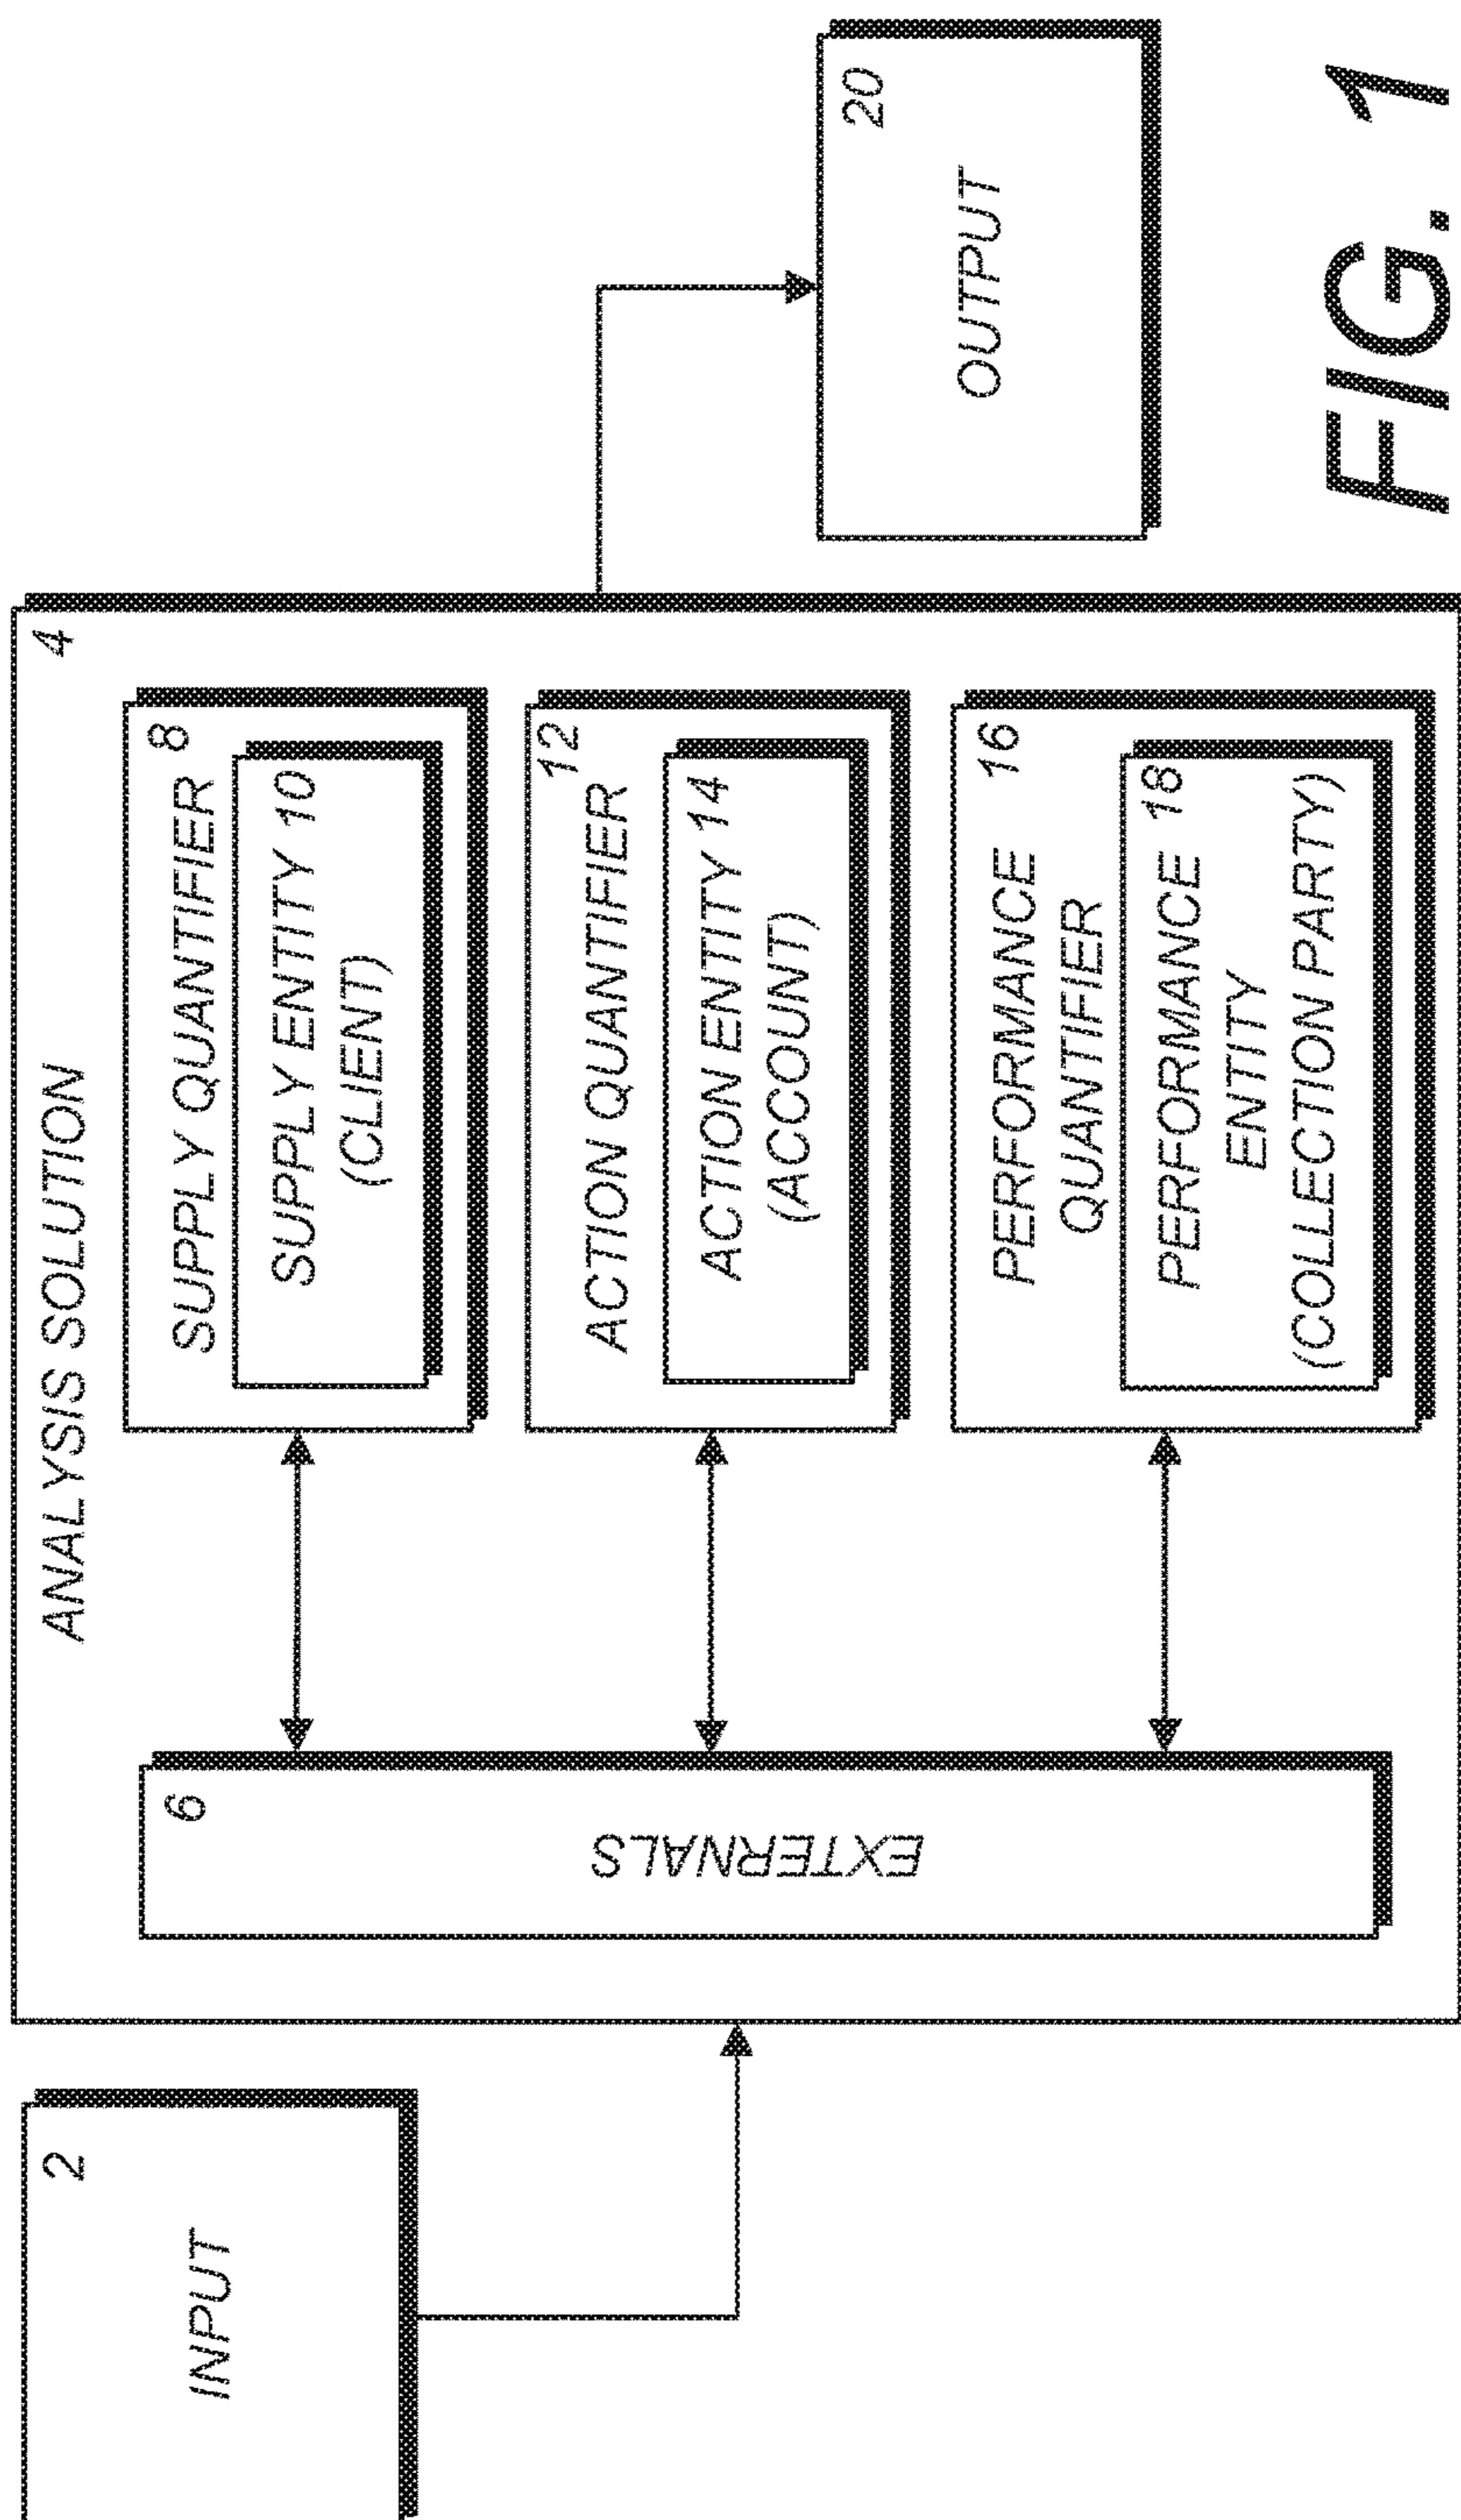 INPUT
2
ANALYSIS SOLUTION
4
EXTERNALS
6
SUPPLY QUANTIFIER
8
SUPPLY ENTITY 10
(CLIENT)
ACTION QUANTIFIER
12
ACTION ENTITY 14
(ACCOUNT)
PERFORMANCE 16
QUANTIFIER
PERFORMANCE 18
ENTITY
(COLLECTION PARTY)
20
OUTPUT
FIG. 1